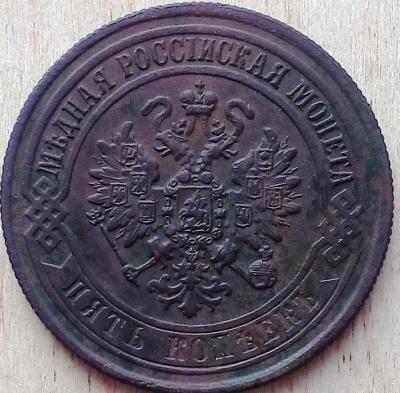 МѢДНАЯ РОССІЙСКАЯ МОНЕТА
ПЯТЬ КОПѢЕКЪ